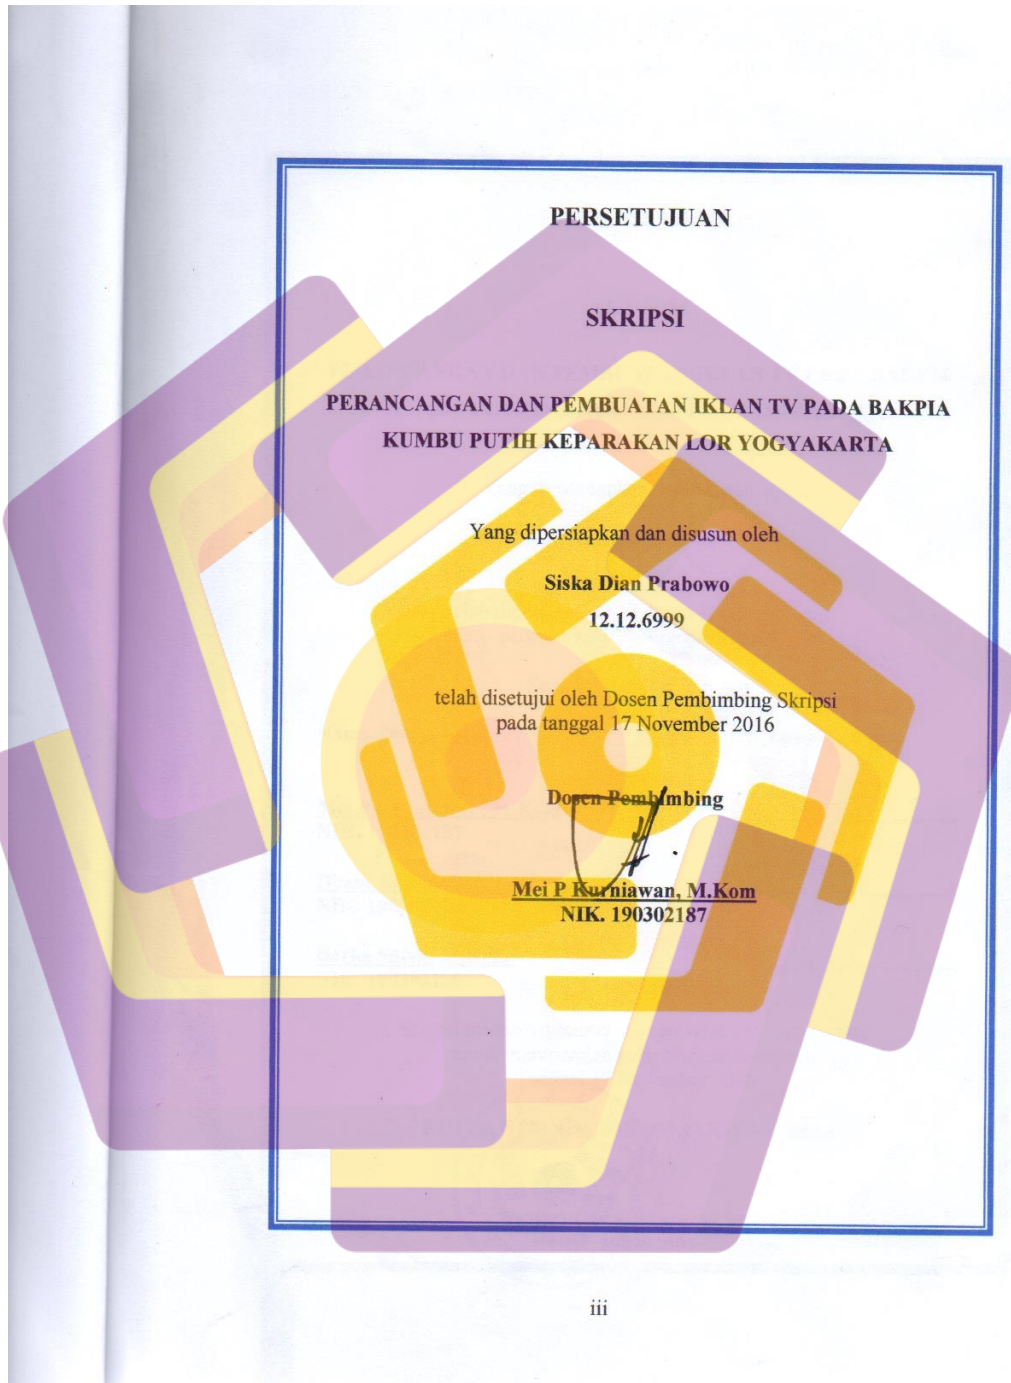 PERSETUJUAN
SKRIPSI
PERANCANGAN DAN PEMBUATAN IKLAN TV PADA BAKPIA
KUMBU PUTIH KEPARAKAN LOR YOGYAKARTA
Yang dipersiapkan dan disusun oleh
Siska Dian Prabowo
12.12.6999
telah disetujui oleh Dosen Pembimbing Skripsi
pada tanggal 17 November 2016
Dosen Pembimbing
Mei P Kurniawan, M.Kom
NIK. 190302187
iii